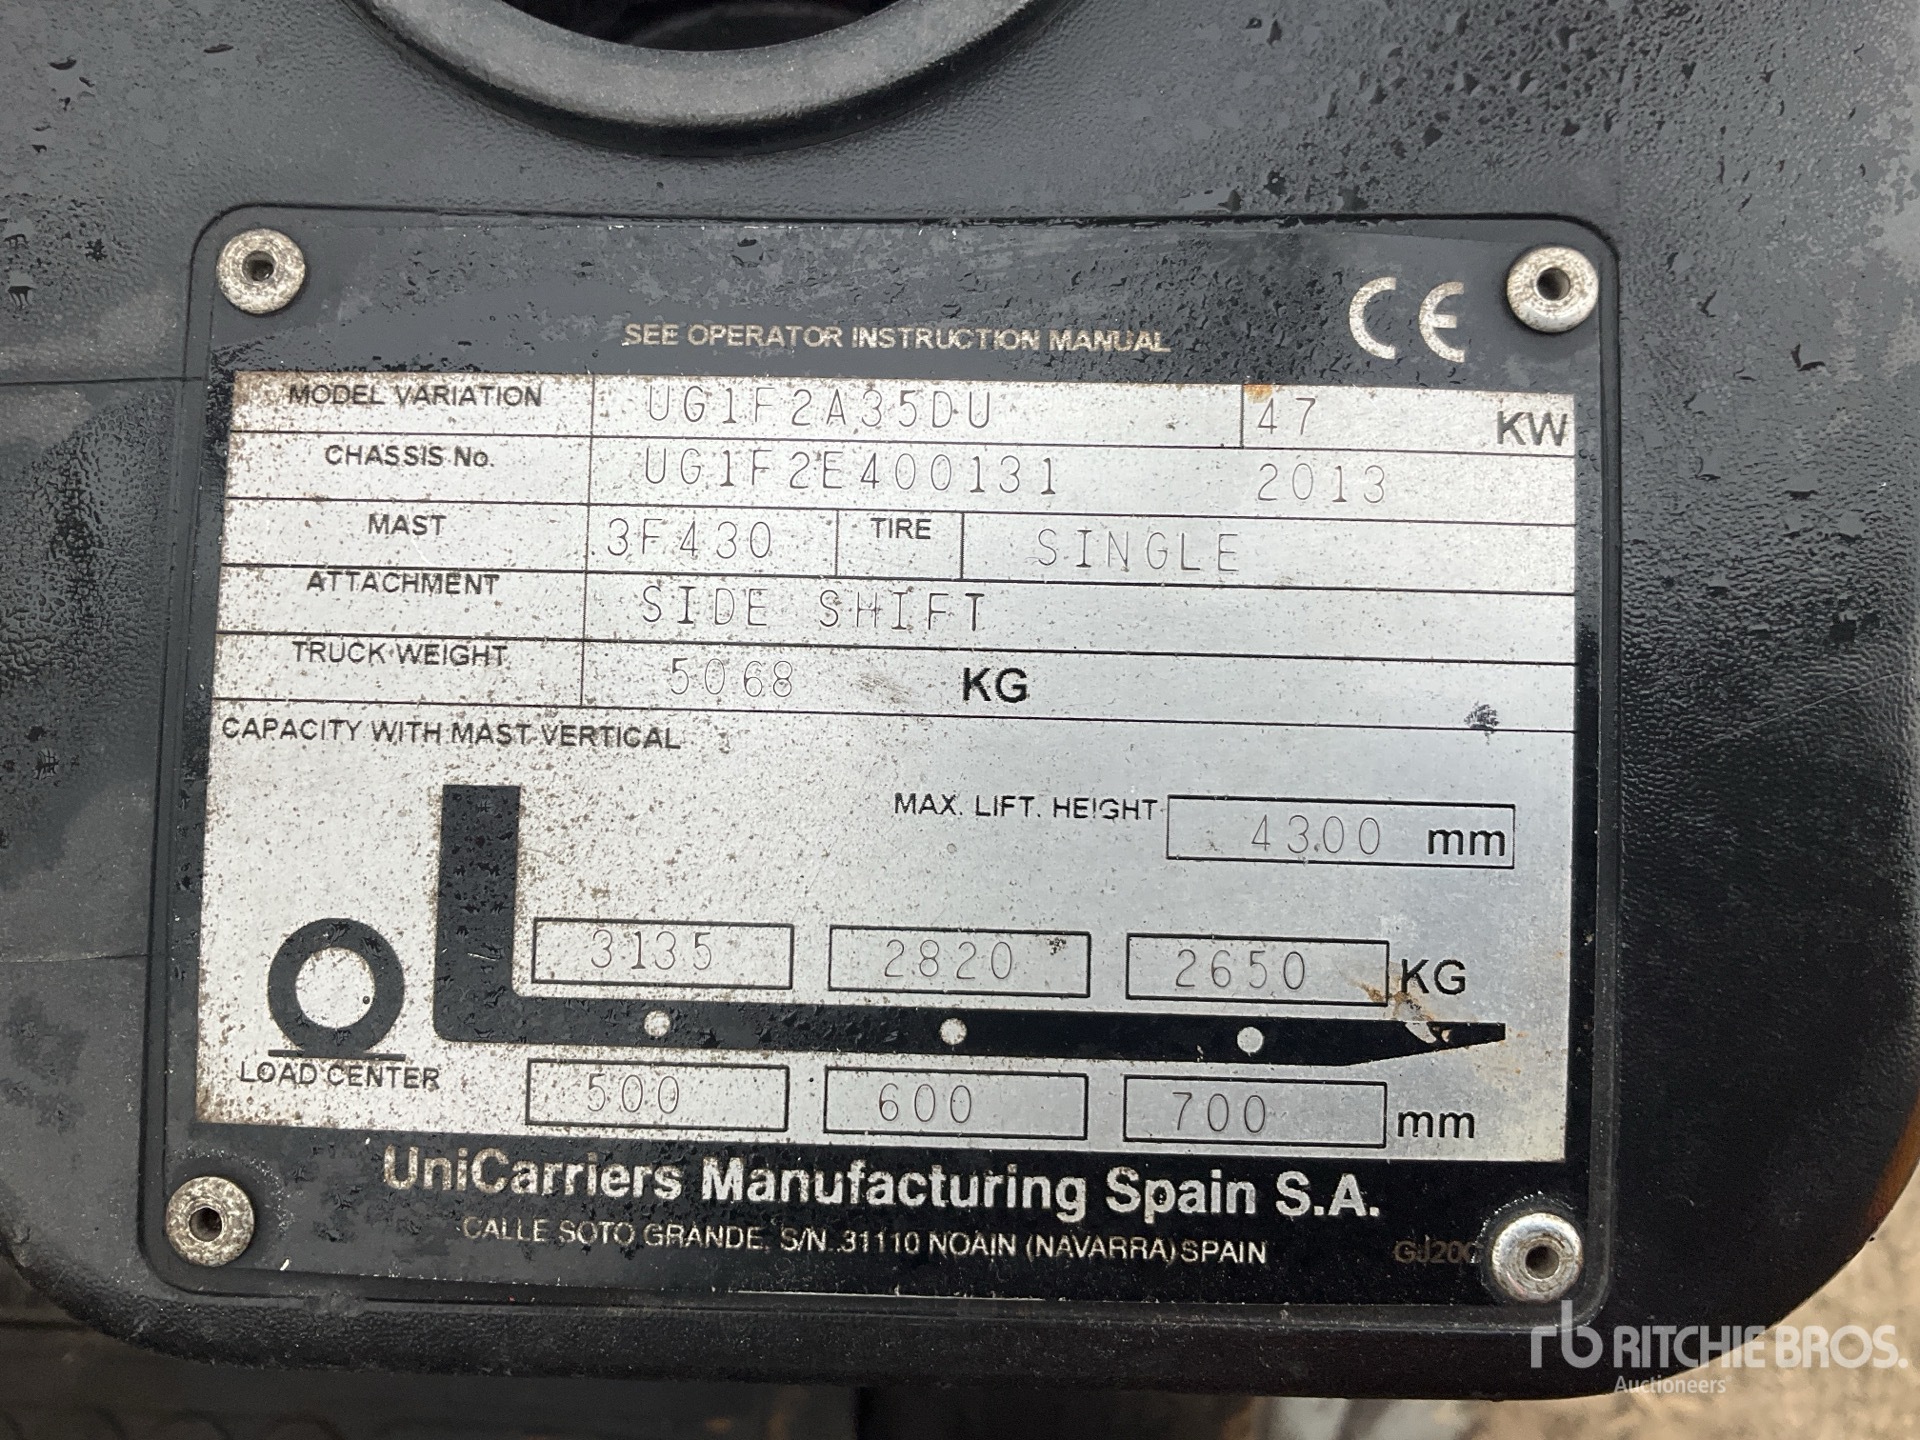 CE
SEE OPERATOR INSTRUCTION MANUAL
MODEL VARIATION UG1F2A35DU 47 KW
CHASSIS No. UG1F2E400131 2013
MAST 3F430 TIRE SINGLE
ATTACHMENT SIDE SHIFT
TRUCK WEIGHT 5068 KG
CAPACITY WITH MAST VERTICAL
MAX. LIFT. HEIGHT 4300 mm
3135 2820 2650 KG
LOAD CENTER 500 600 700 mm
UniCarriers Manufacturing Spain S.A.
CALLE SOTO GRANDE, S/N. 31110 NOAIN (NAVARRA) SPAIN
rb RITCHIE BROS.
Auctioneers